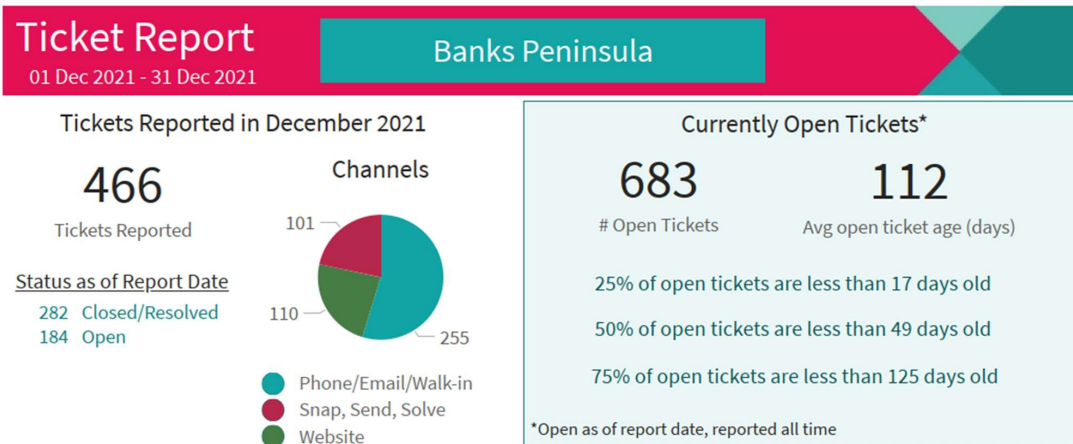 Ticket Report
01 Dec 2021 - 31 Dec 2021
Banks Peninsula
Tickets Reported in December 2021
466
Tickets Reported
Status as of Report Date
282 Closed/Resolved
184 Open
Channels
101
110
255
Phone/Email/Walk-in
Snap, Send, Solve
Website
Currently Open Tickets*
683
# Open Tickets
112
Avg open ticket age (days)
25% of open tickets are less than 17 days old
50% of open tickets are less than 49 days old
75% of open tickets are less than 125 days old
*Open as of report date, reported all time